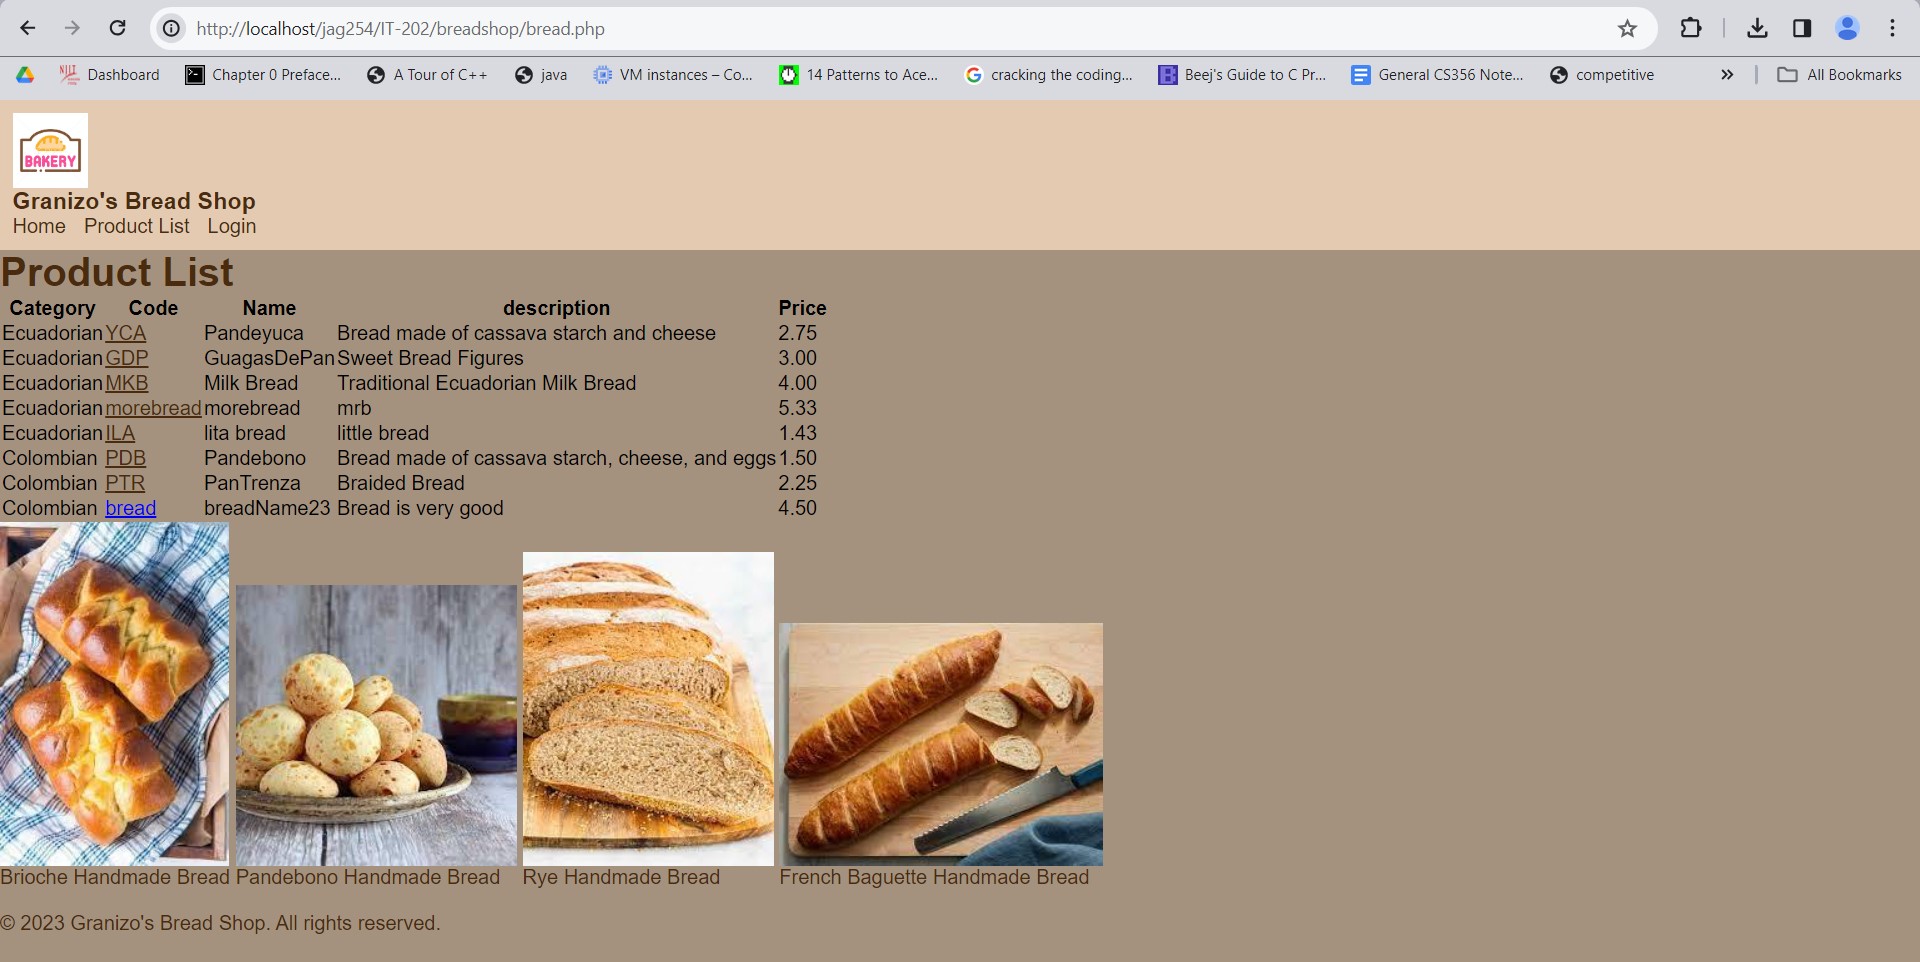 http://localhost/jag254/IT-202/breadshop/bread.php
NJIT Dashboard Chapter 0 Preface... A Tour of C++ java VM instances – Co... 14 Patterns to Ace... cracking the coding... Beej's Guide to C Pr... General CS356 Note... competitive » All Bookmarks
BAKERY
Granizo's Bread Shop
Home Product List Login
Product List
Category Code Name description Price
Ecuadorian YCA Pandeyuca Bread made of cassava starch and cheese 2.75
Ecuadorian GDP GuagasDePan Sweet Bread Figures 3.00
Ecuadorian MKB Milk Bread Traditional Ecuadorian Milk Bread 4.00
Ecuadorian morebread morebread mrb 5.33
Ecuadorian ILA lita bread little bread 1.43
Colombian PDB Pandebono Bread made of cassava starch, cheese, and eggs 1.50
Colombian PTR PanTrenza Braided Bread 2.25
Colombian bread breadName23 Bread is very good 4.50
Brioche Handmade Bread Pandebono Handmade Bread Rye Handmade Bread French Baguette Handmade Bread
© 2023 Granizo's Bread Shop. All rights reserved.